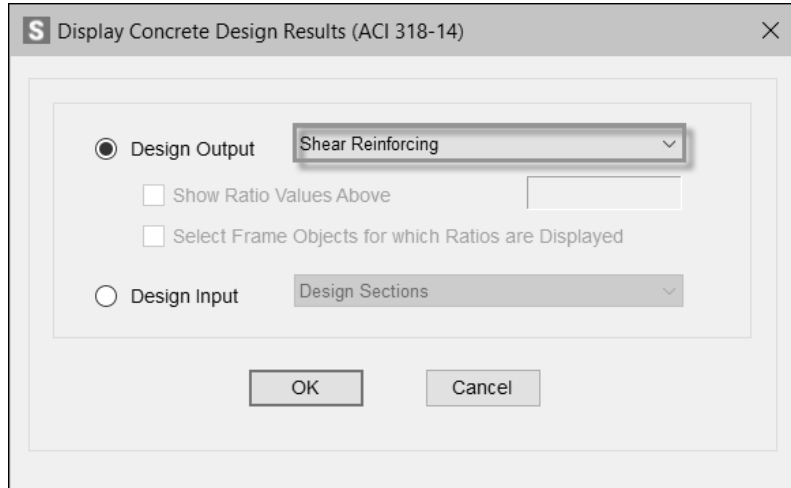 S Display Concrete Design Results (ACI 318-14)
Design Output Shear Reinforcing
Show Ratio Values Above
Select Frame Objects for which Ratios are Displayed
Design Input Design Sections
OK Cancel